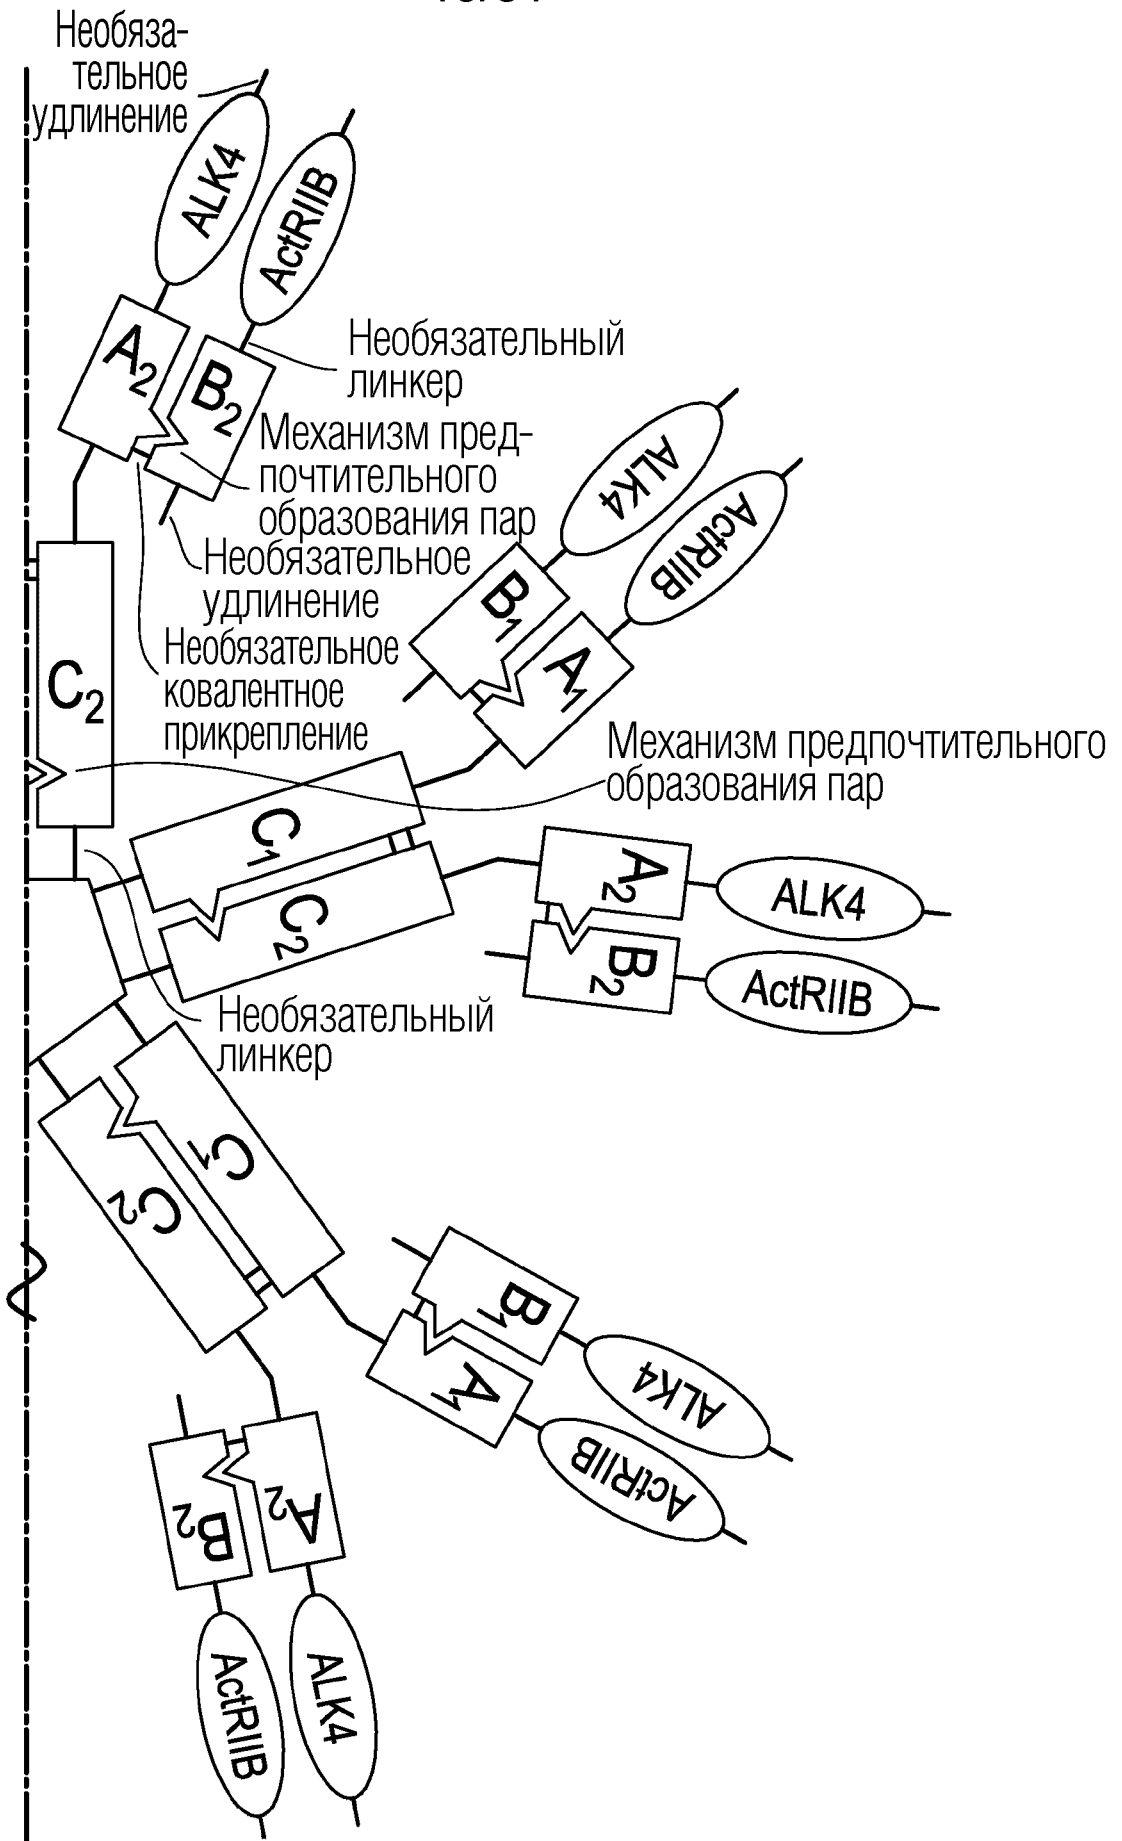 Необяза-
тельное
удлинение
ALK4
ActRIIB
A2
B2
Необязательный
линкер
Механизм пред-
почтительного
образования пар
Необязательное
удлинение
Необязательное
ковалентное
прикрепление
C2
ALK4
ActRIIB
B1
A1
Механизм предпочтительного
образования пар
C1
C2
A2
B2
ALK4
ActRIIB
Необязательный
линкер
C1
C2
B1
A1
ALK4
ActRIIB
B2
A2
ActRIIB
ALK4